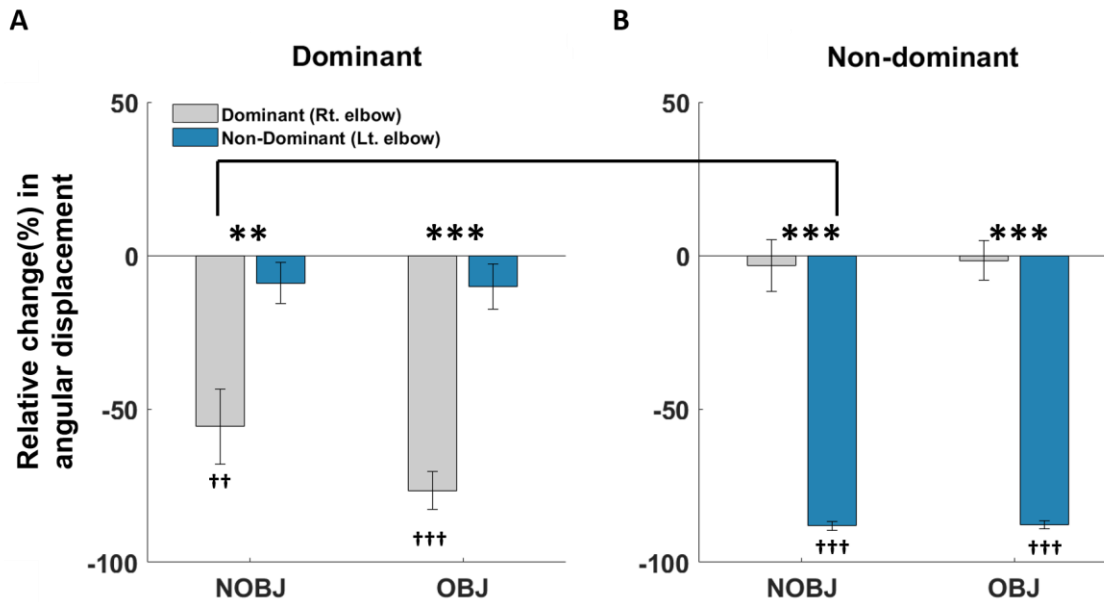 A
B
Dominant
Non-dominant
Relative change(%) in
angular displacement
50
0
-50
-100
Dominant (Rt. elbow)
Non-Dominant (Lt. elbow)
** ***
†† †††
NOBJ OBJ
50
0
-50
-100
*** ***
††† †††
NOBJ OBJ